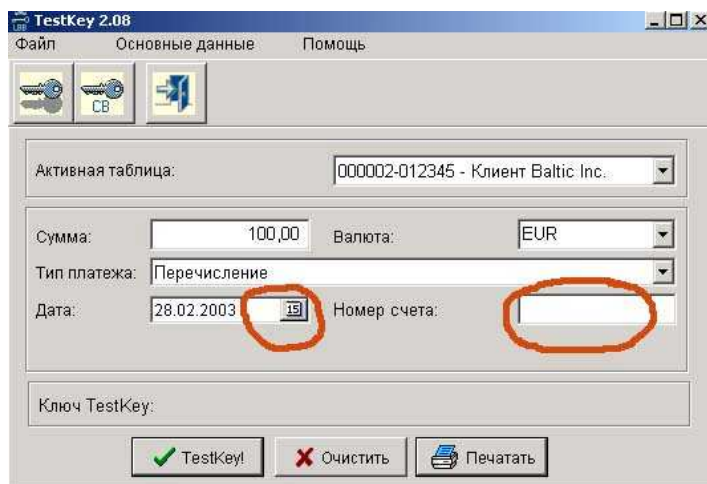 TestKey 2.08
Файл Основные данные Помощь
СВ
Активная таблица: 000002-012345 - Клиент Baltic Inc.
Сумма: 100,00 Валюта: EUR
Тип платежа: Перечисление
Дата: 28.02.2003 15 Номер счета:
Ключ TestKey:
TestKey! Очистить Печатать